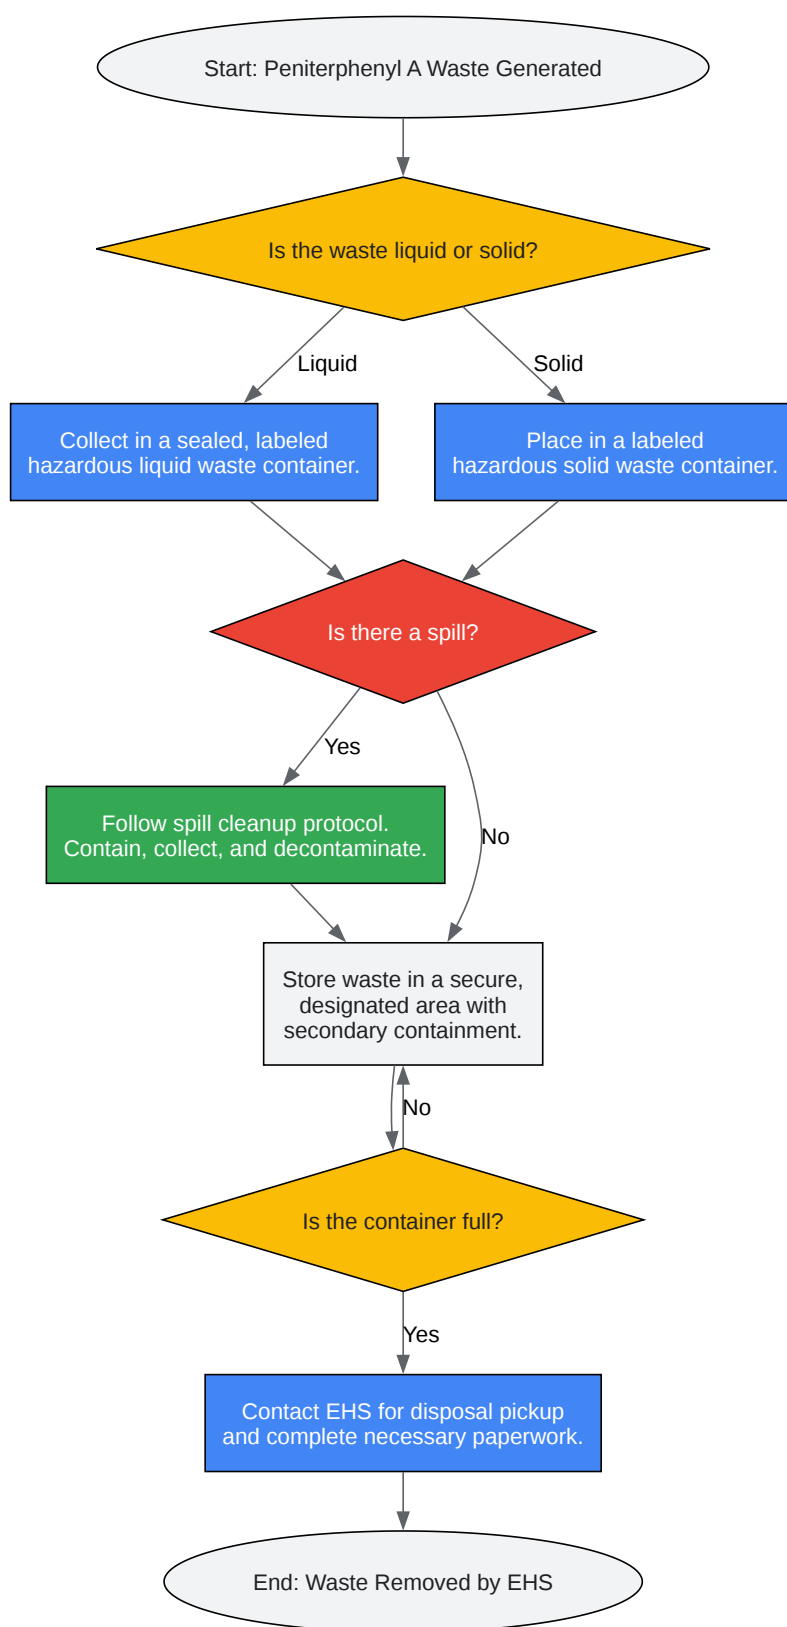 Start: Peniterphenyl A Waste Generated
Is the waste liquid or solid?
Liquid
Solid
Collect in a sealed, labeled
hazardous liquid waste container.
Place in a labeled
hazardous solid waste container.
Is there a spill?
Yes
No
Follow spill cleanup protocol.
Contain, collect, and decontaminate.
Store waste in a secure,
designated area with
secondary containment.
No
Is the container full?
Yes
Contact EHS for disposal pickup
and complete necessary paperwork.
End: Waste Removed by EHS